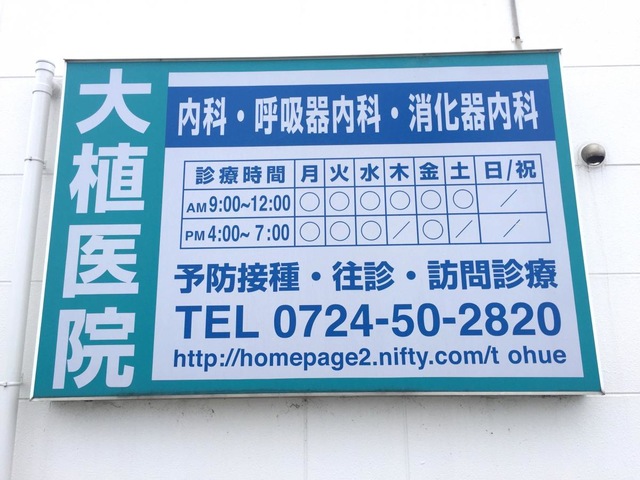 大植医院
内科・呼吸器内科・消化器内科
診療時間 月 火 水 木 金 土 日/祝
AM 9:00~12:00 ○ ○ ○ ○ ○ ○ ／
PM 4:00~ 7:00 ○ ○ ○ ／ ○ ／ ／
予防接種・往診・訪問診療
TEL 0724-50-2820
http://homepage2.nifty.com/t ohue